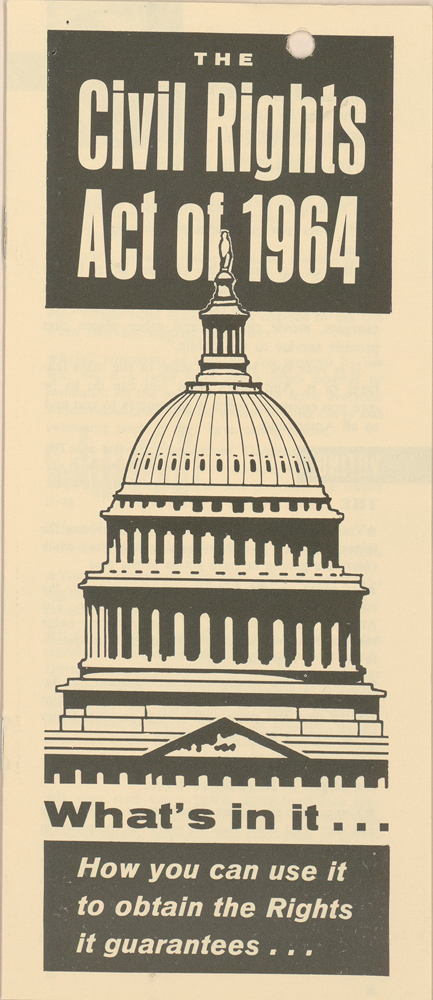 THE
Civil Rights
Act of 1964
What's in it...
How you can use it
to obtain the Rights
it guarantees...